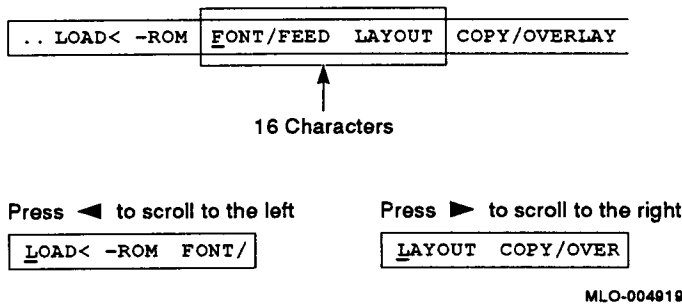 .. LOAD< -ROM FONT/FEED LAYOUT COPY/OVERLAY
16 Characters
Press ◄ to scroll to the left
LOAD< -ROM FONT/
Press ► to scroll to the right
LAYOUT COPY/OVER
MLO-004919